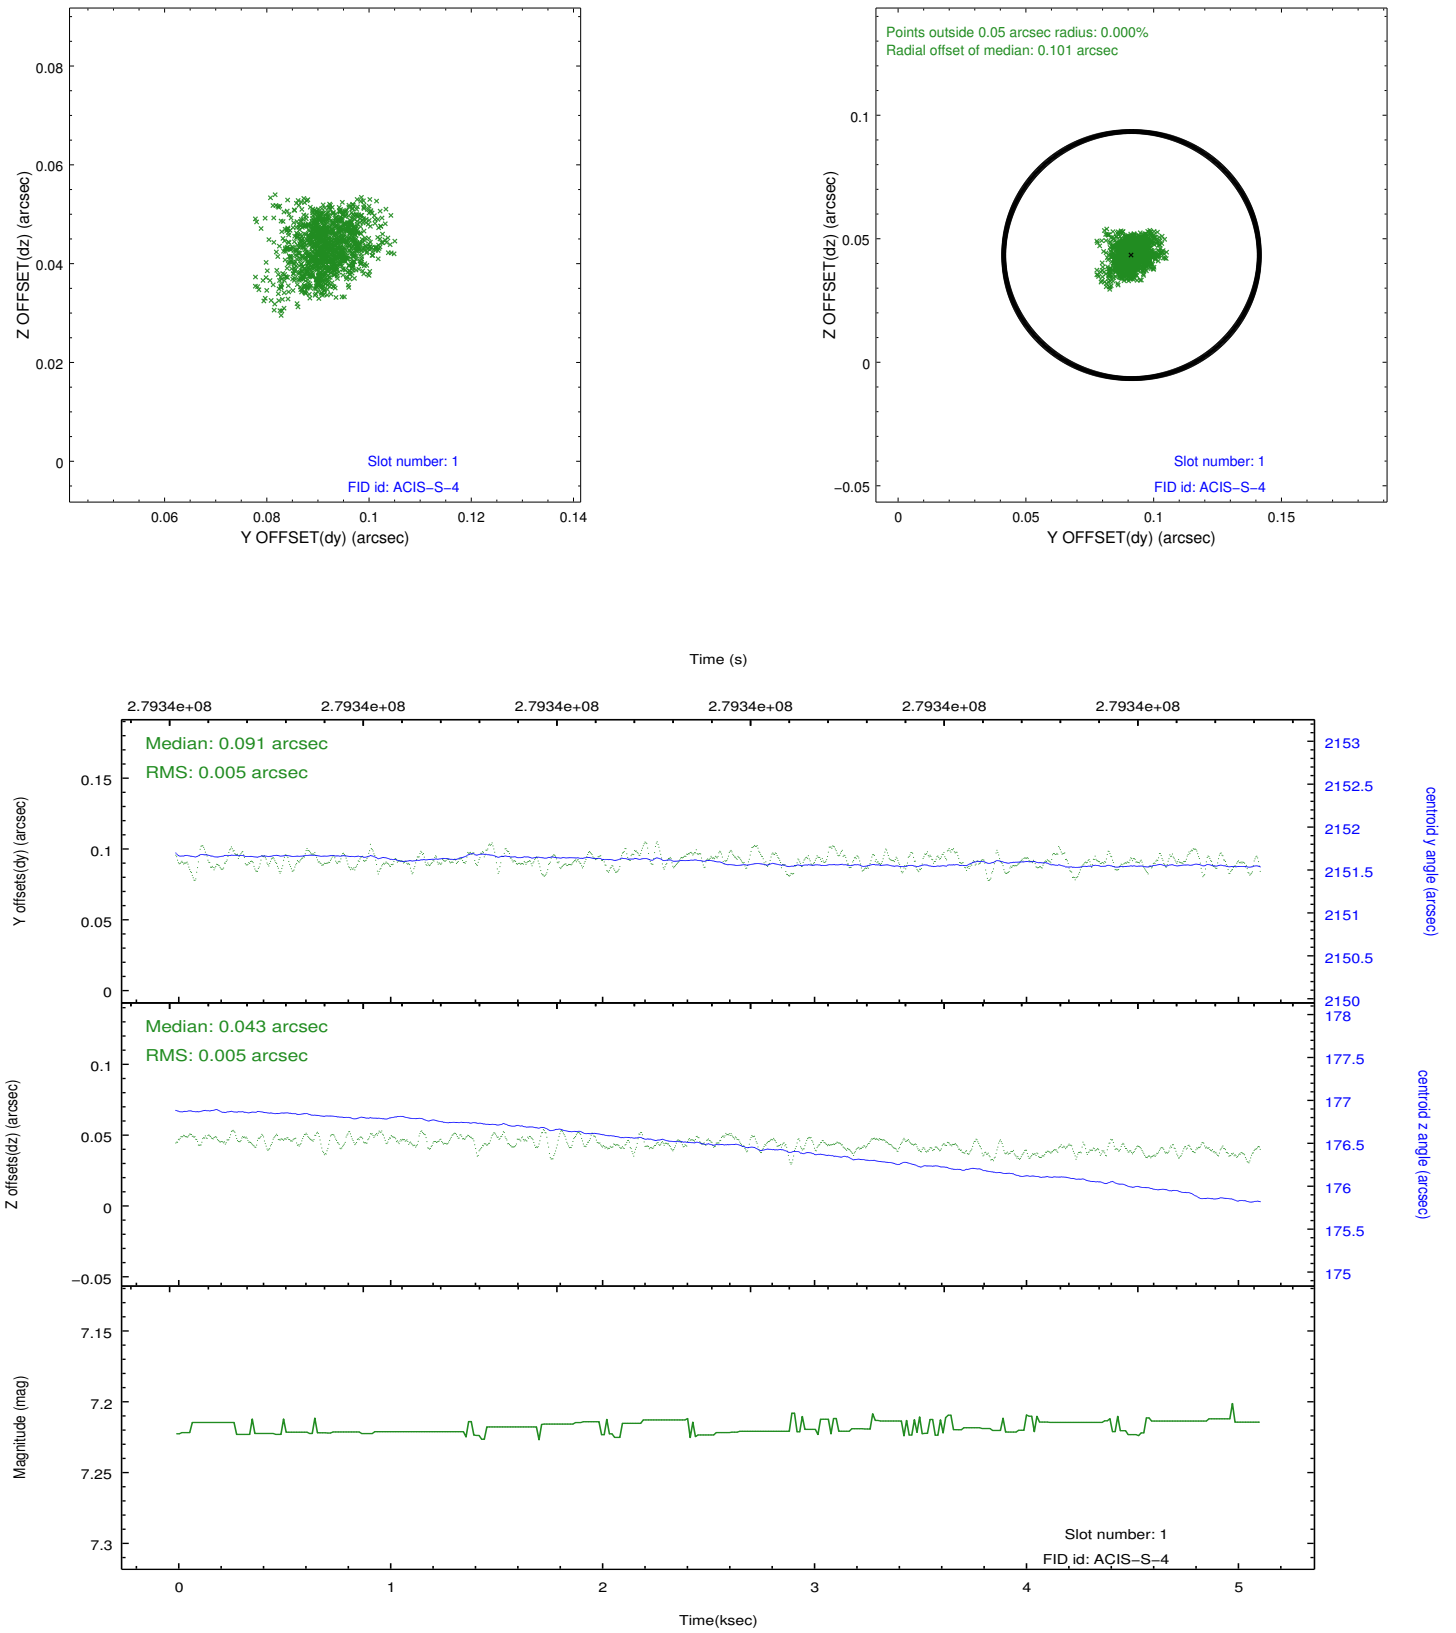 0.08
0.06
0.04
0.02
0
Z OFFSET(dz) (arcsec)
Slot number: 1
FID id: ACIS−S−4
0.06 0.08 0.1 0.12 0.14
Y OFFSET(dy) (arcsec)
Points outside 0.05 arcsec radius: 0.000%
Radial offset of median: 0.101 arcsec
0.1
0.05
0
−0.05
Z OFFSET(dz) (arcsec)
Slot number: 1
FID id: ACIS−S−4
0 0.05 0.1 0.15
Y OFFSET(dy) (arcsec)
Time (s)
2.7934e+08 2.7934e+08 2.7934e+08 2.7934e+08 2.7934e+08 2.7934e+08
Median: 0.091 arcsec
RMS: 0.005 arcsec
0.15
0.1
0.05
0
Y offsets(dy) (arcsec)
2153
2152.5
2152
2151.5
2151
2150.5
2150
centroid y angle (arcsec)
Median: 0.043 arcsec
RMS: 0.005 arcsec
0.1
0.05
0
−0.05
Z offsets(dz) (arcsec)
178
177.5
177
176.5
176
175.5
175
centroid z angle (arcsec)
7.15
7.2
7.25
7.3
Magnitude (mag)
Slot number: 1
FID id: ACIS−S−4
0 1 2 3 4 5
Time(ksec)